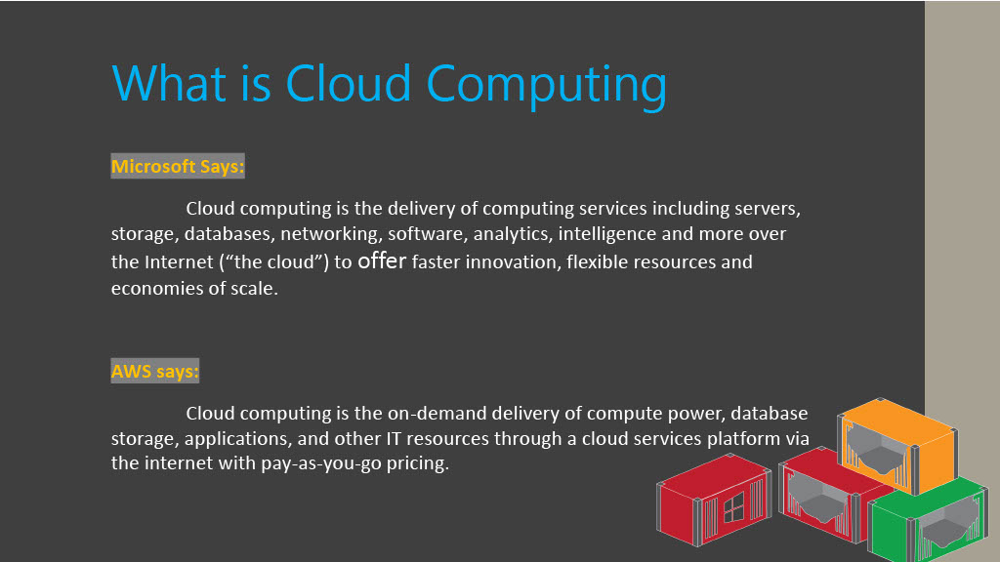 What is Cloud Computing
Microsoft Says:
Cloud computing is the delivery of computing services including servers,
storage, databases, networking, software, analytics, intelligence and more over
the Internet (“the cloud”) to offer faster innovation, flexible resources and
economies of scale.
AWS says:
Cloud computing is the on-demand delivery of compute power, database
storage, applications, and other IT resources through a cloud services platform via
the internet with pay-as-you-go pricing.